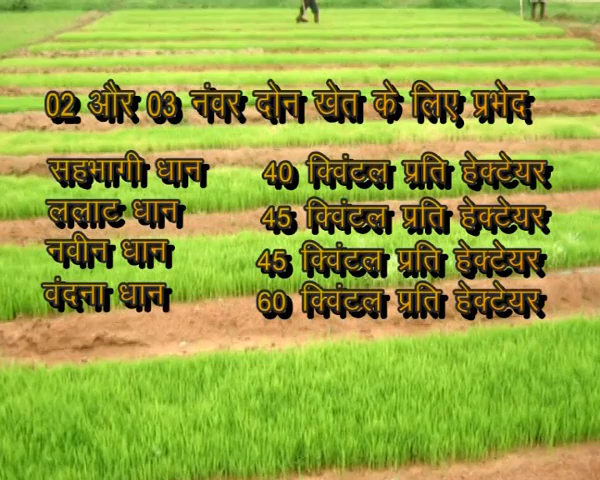 02 और 03 नंवर दोन खेत के लिए प्रभेद
सहभागी धान 40 क्विंटल प्रति हेक्टेयर
ललाट धान 45 क्विंटल प्रति हेक्टेयर
नवीन धान 45 क्विंटल प्रति हेक्टेयर
वंदना धान 60 क्विंटल प्रति हेक्टेयर